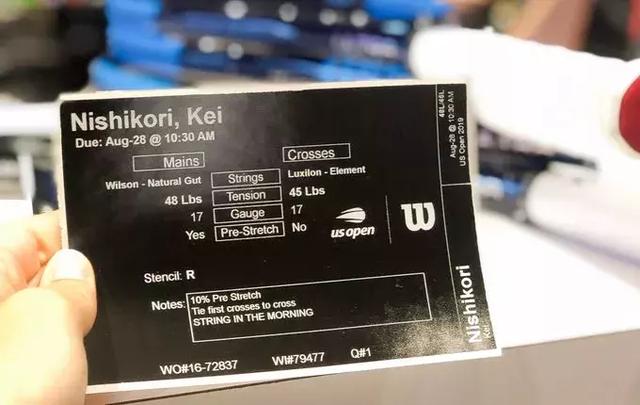 Nishikori, Kei
Due: Aug-28 @ 10:30 AM
Mains Crosses
Wilson - Natural Gut Strings Luxilon - Element
48 Lbs Tension 45 Lbs
17 Gauge 17
Yes Pre-Stretch No
us open W
Stencil: R
Notes: 10% Pre Stretch
Tie first crosses to cross
STRING IN THE MORNING
WO#16-72837 WI#79477 Q#1
Aug-28 @ 10:30 AM
US Open 2019
Nishikori
Kei